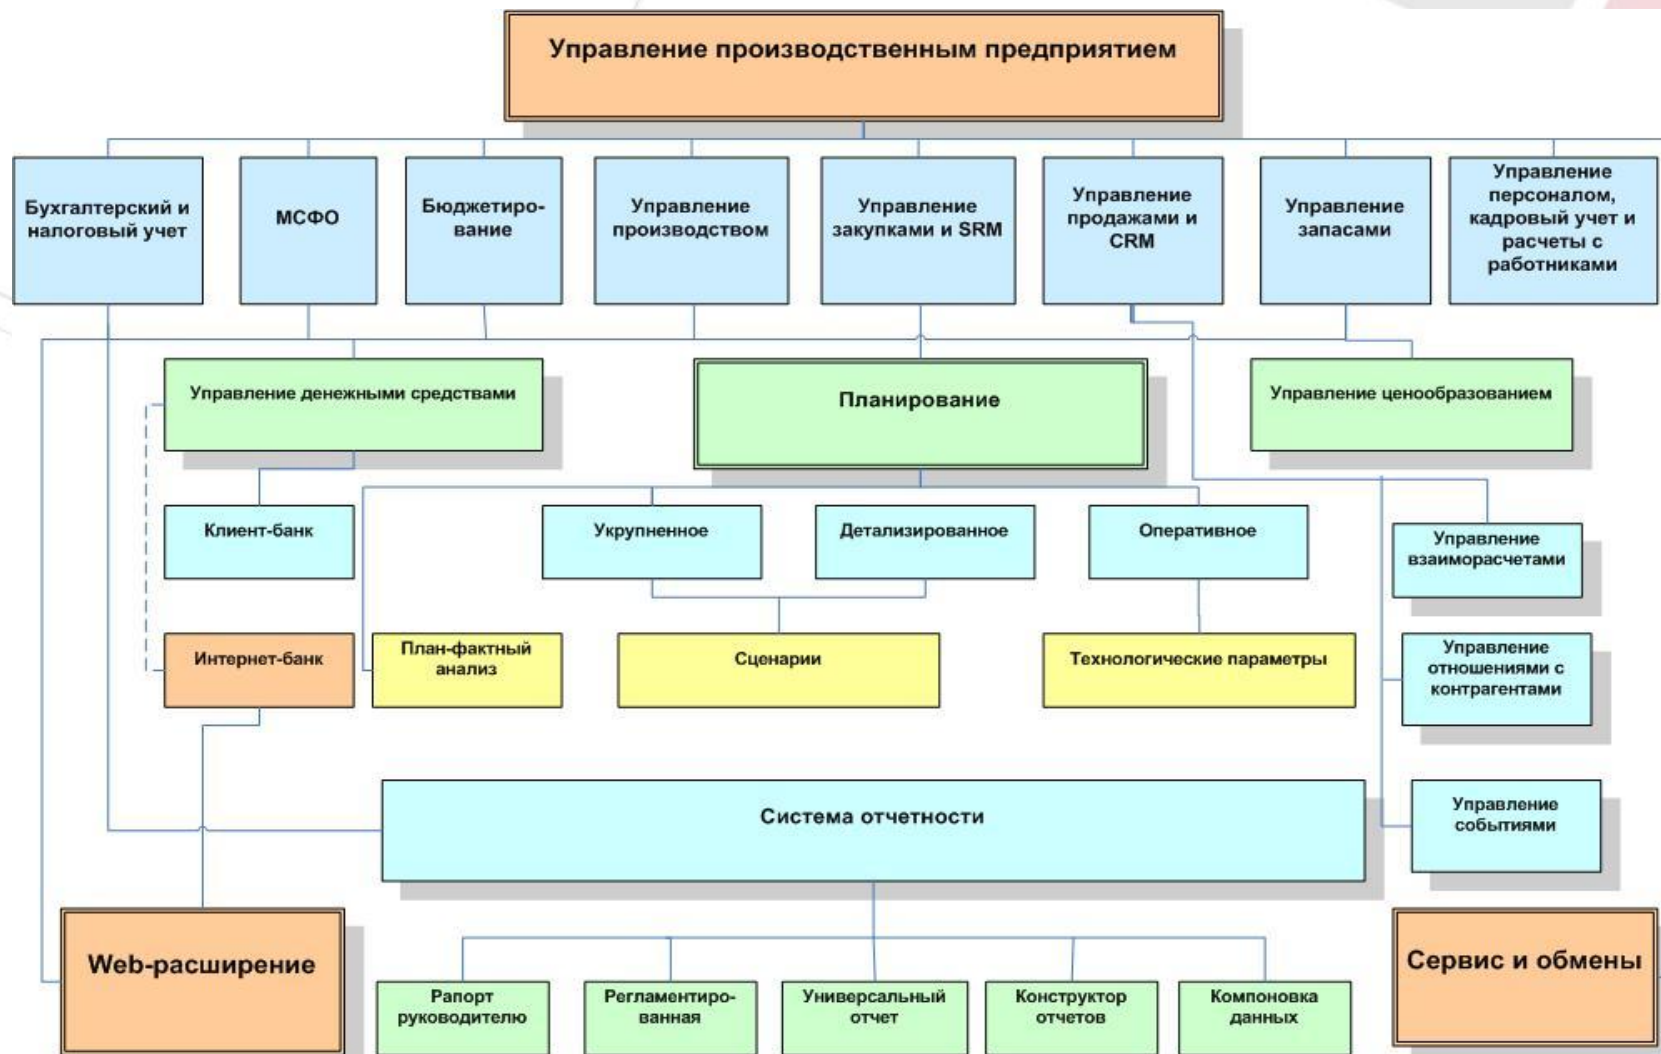 Управление производственным предприятием
Бухгалтерский и
налоговый учет
МСФО
Бюджетиро-
вание
Управление
производством
Управление
закупками и SRM
Управление
продажами и
CRM
Управление
запасами
Управление
персоналом,
кадровый учет и
расчеты с
работниками
Управление денежными средствами
Планирование
Управление ценообразованием
Клиент-банк
Укрупненное
Детализированное
Оперативное
Управление
взаиморасчетами
Интернет-банк
План-фактный
анализ
Сценарии
Технологические параметры
Управление
отношениями с
контрагентами
Система отчетности
Управление
событиями
Web-расширение
Рапорт
руководителю
Регламентиро-
ванная
Универсальный
отчет
Конструктор
отчетов
Компоновка
данных
Сервис и обмены